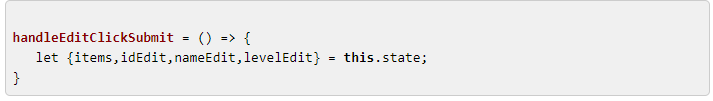 handleEditClickSubmit = () => {
   let {items,idEdit,nameEdit,levelEdit} = this.state;
}